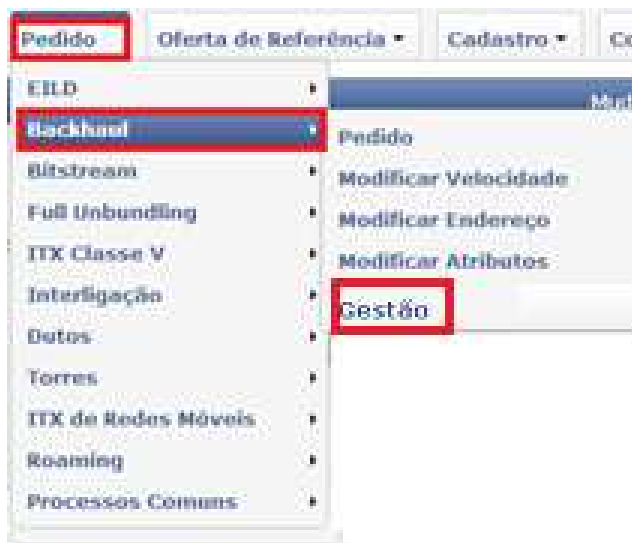 Pedido Oferta de Referência Cadastro
EILD
Backhaul
Pedido
Bitstream
Modificar Velocidade
Full Unbundling
Modificar Endereço
ITX Classe V
Modificar Atributos
Interligação
Gestão
Dutos
Torres
ITX de Redes Móveis
Roaming
Processos Comuns